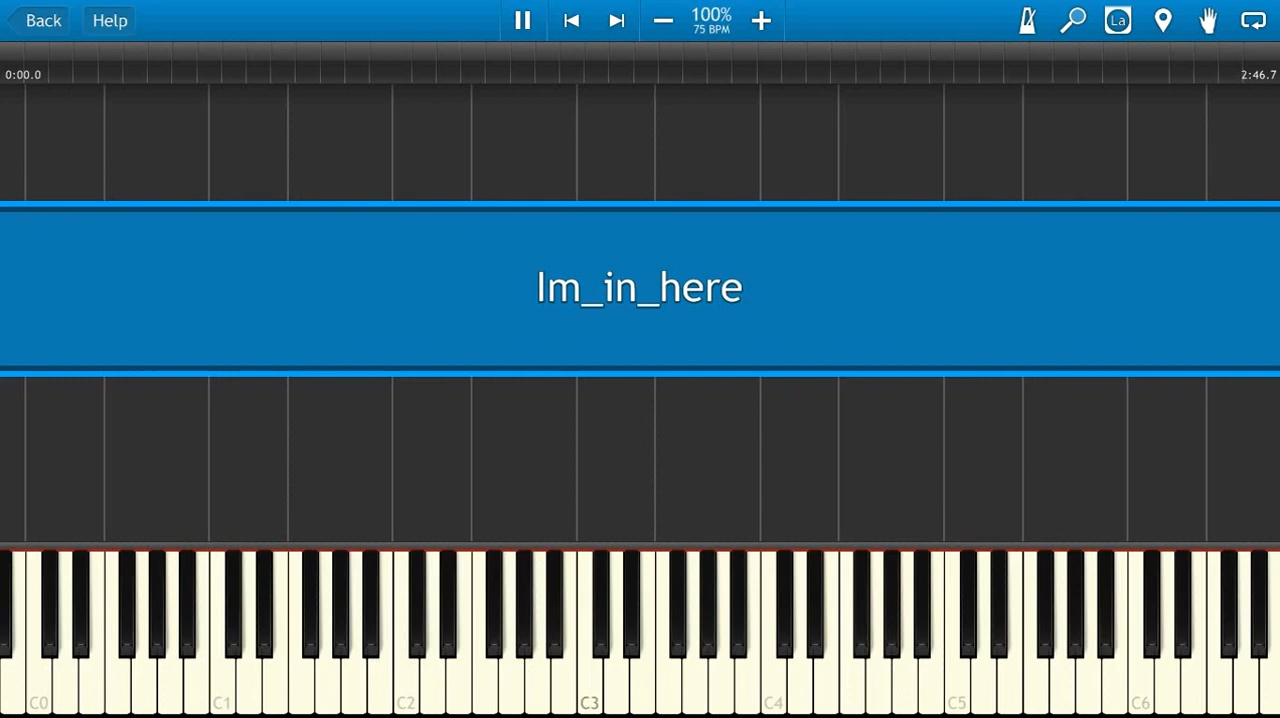 Back Help 100% La
75 BPM
0:00.0 2:46.7
Im_in_here
C0 C1 C2 C3 C4 C5 C6